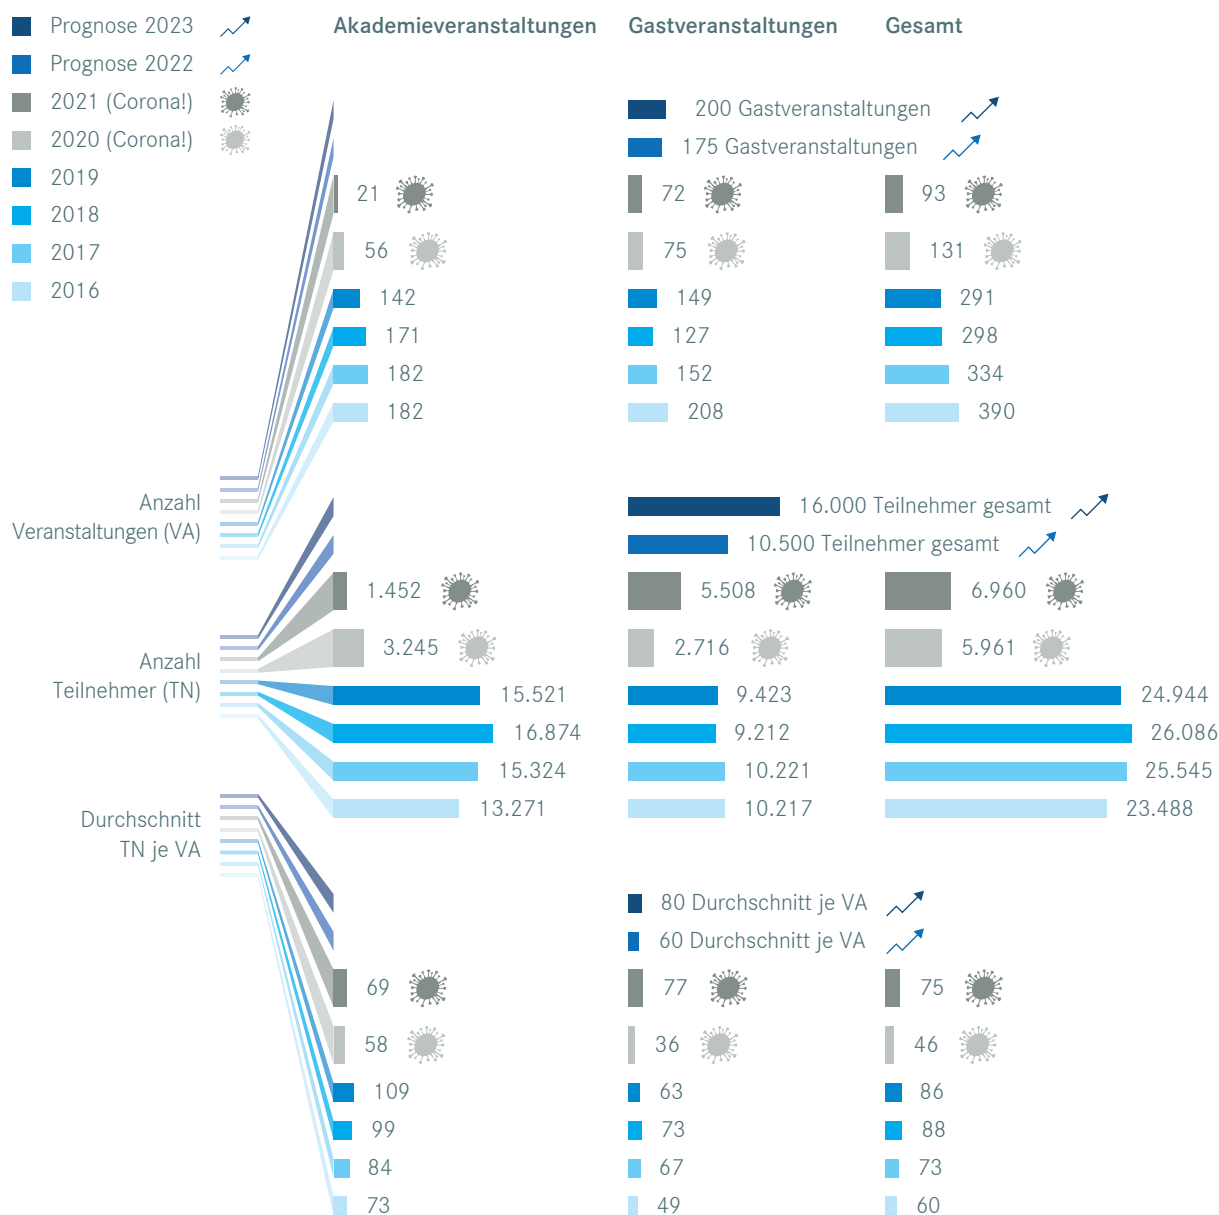 Prognose 2023
Prognose 2022
2021 (Corona!)
2020 (Corona!)
2019
2018
2017
2016
Akademieveranstaltungen
Gastveranstaltungen
Gesamt
Anzahl
Veranstaltungen (VA)
200 Gastveranstaltungen
175 Gastveranstaltungen
21 72 93
56 75 131
142 149 291
171 127 298
182 152 334
182 208 390
Anzahl
Teilnehmer (TN)
16.000 Teilnehmer gesamt
10.500 Teilnehmer gesamt
1.452 5.508 6.960
3.245 2.716 5.961
15.521 9.423 24.944
16.874 9.212 26.086
15.324 10.221 25.545
13.271 10.217 23.488
Durchschnitt
TN je VA
80 Durchschnitt je VA
60 Durchschnitt je VA
69 77 75
58 36 46
109 63 86
99 73 88
84 67 73
73 49 60